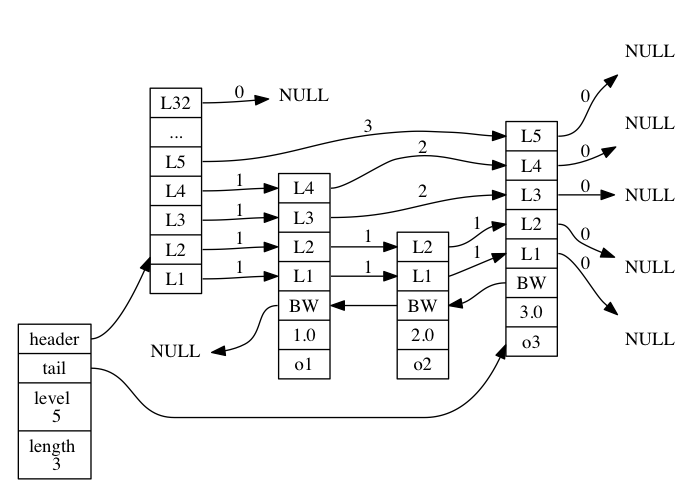 NULL
NULL
L32
0
NULL
0
...
3
L5
L5
0
L5
2
L4
0
L4
1
L4
2
L3
0
NULL
L3
1
L3
1
L2
0
L2
1
L2
1
L2
1
L1
0
NULL
L1
1
L1
1
L1
BW
BW
BW
3.0
header
1.0
2.0
o3
NULL
NULL
tail
o1
o2
level
5
length
3